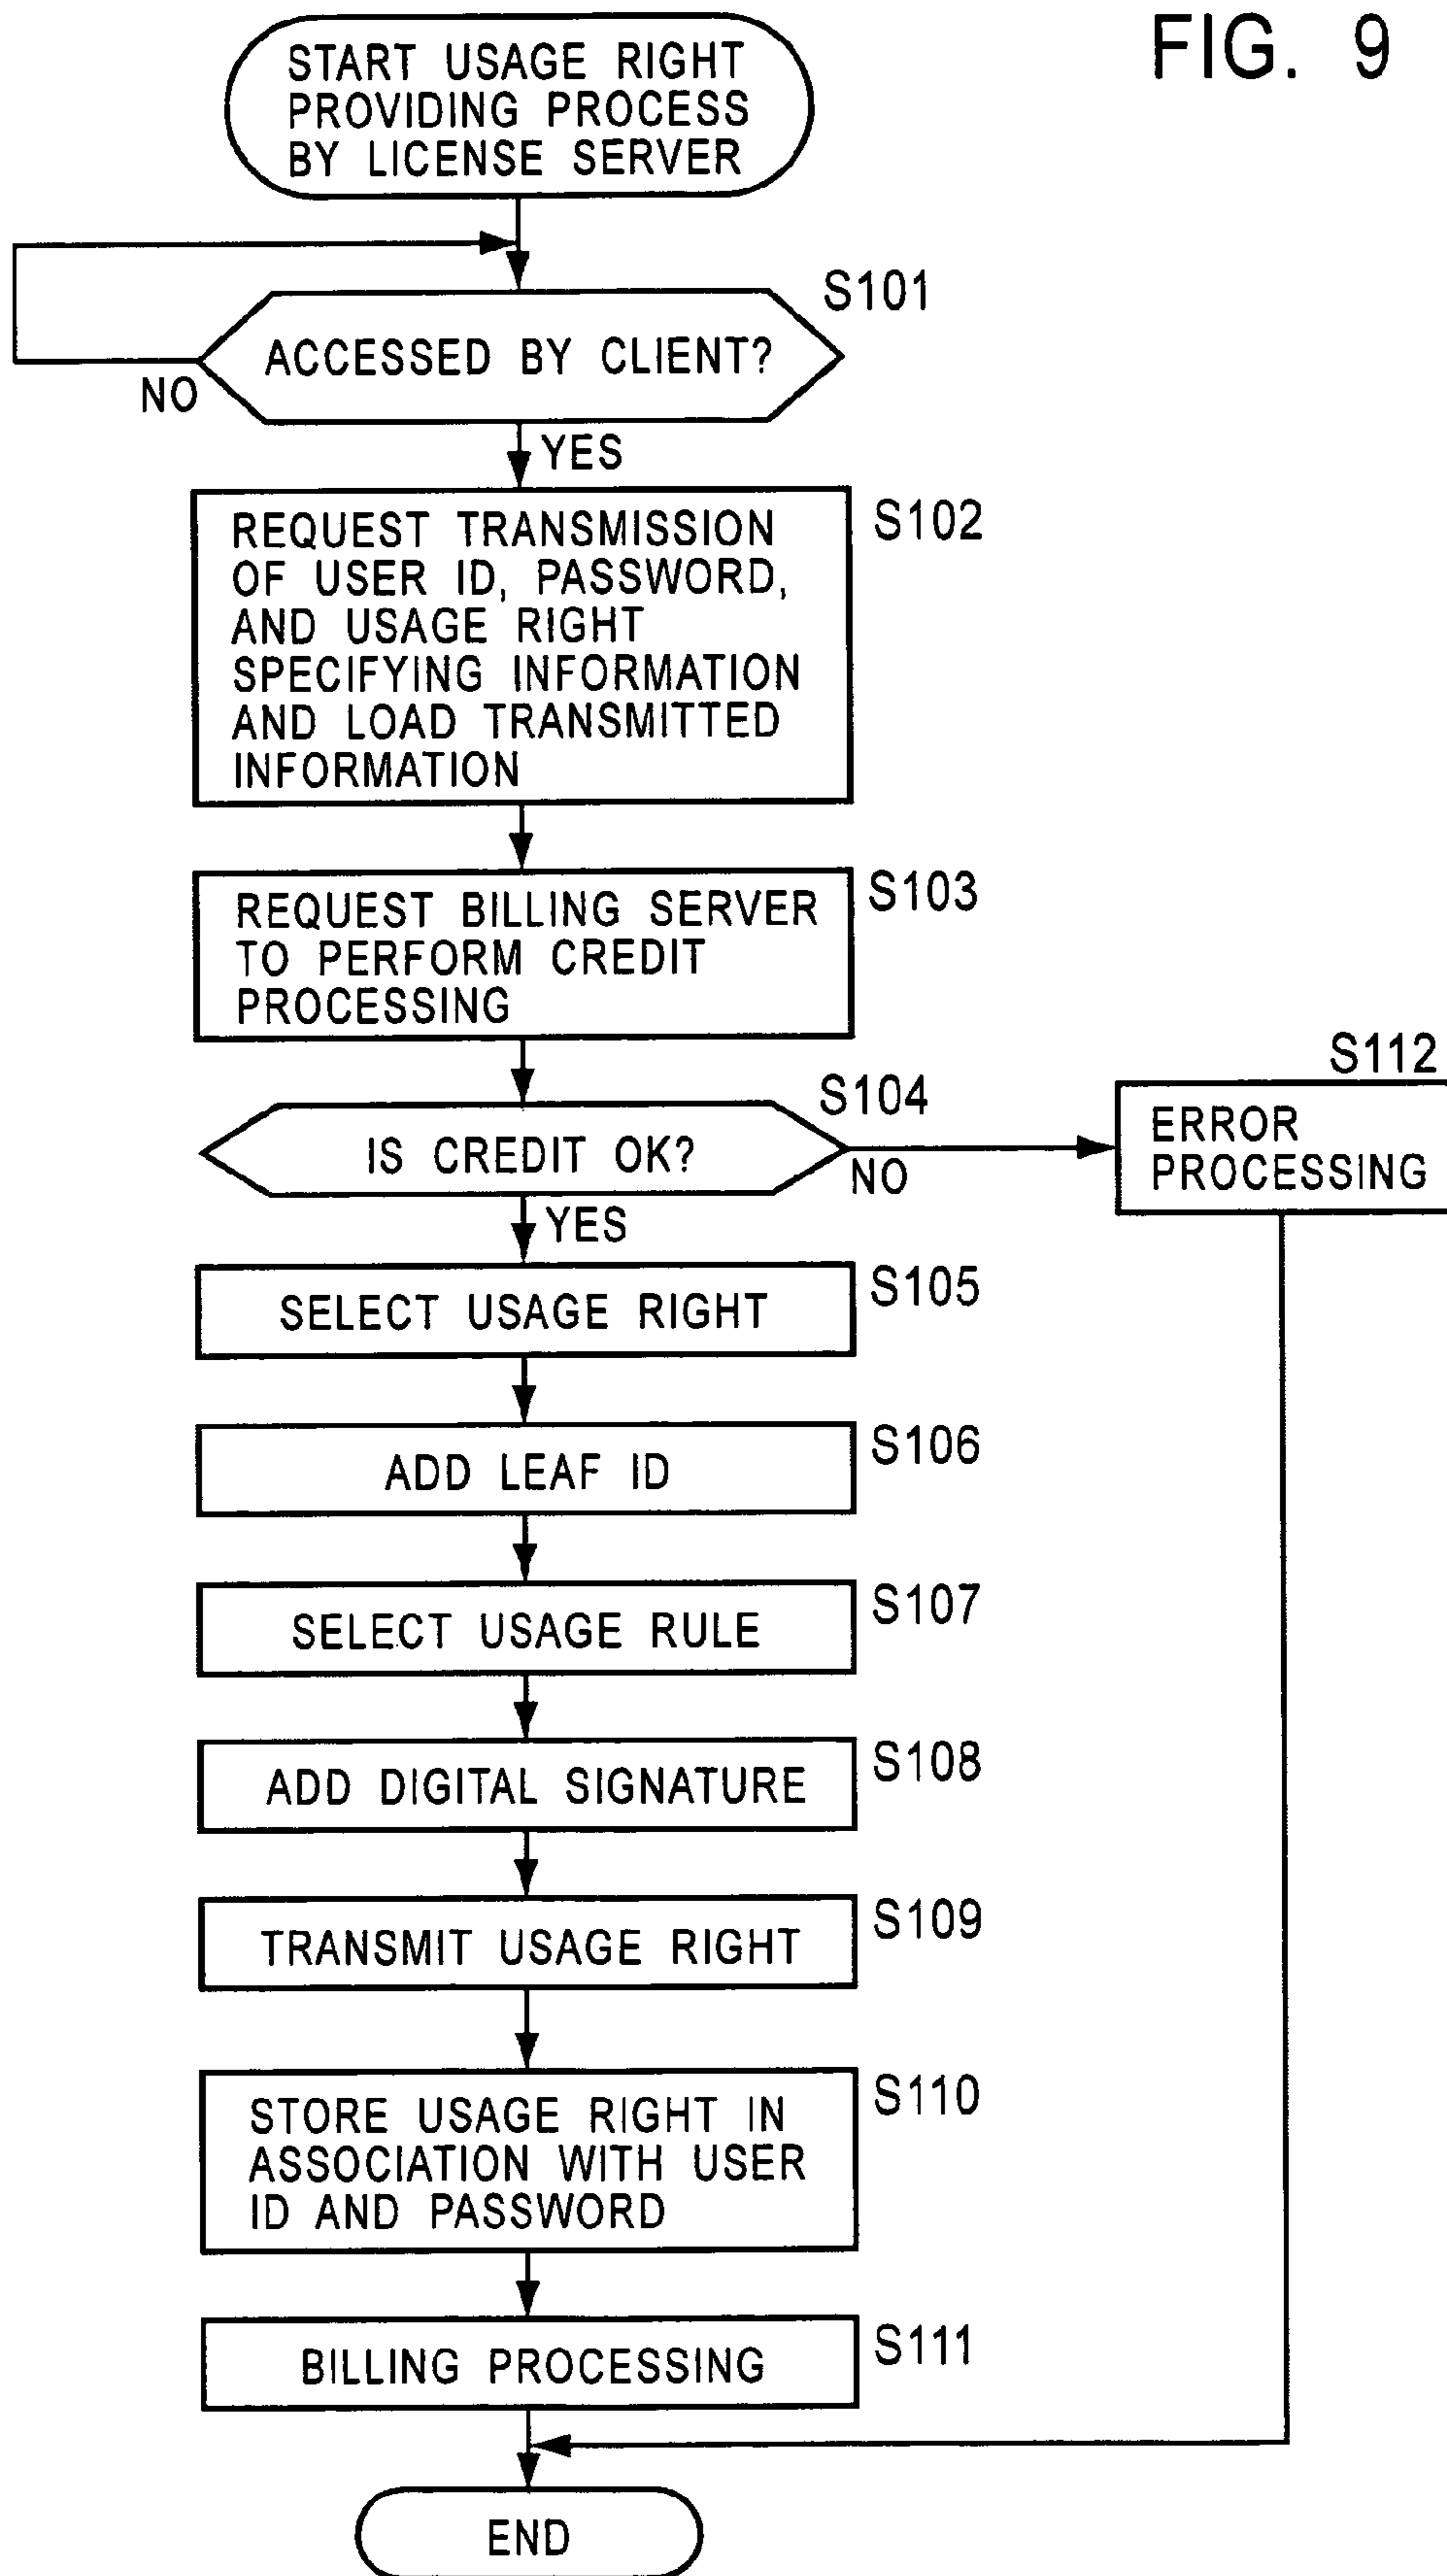 FIG. 9
START USAGE RIGHT
PROVIDING PROCESS
BY LICENSE SERVER
S101
ACCESSED BY CLIENT?
NO
YES
S102
REQUEST TRANSMISSION
OF USER ID, PASSWORD,
AND USAGE RIGHT
SPECIFYING INFORMATION
AND LOAD TRANSMITTED
INFORMATION
S103
REQUEST BILLING SERVER
TO PERFORM CREDIT
PROCESSING
S104
IS CREDIT OK?
NO
YES
S112
ERROR
PROCESSING
S105
SELECT USAGE RIGHT
S106
ADD LEAF ID
S107
SELECT USAGE RULE
S108
ADD DIGITAL SIGNATURE
S109
TRANSMIT USAGE RIGHT
S110
STORE USAGE RIGHT IN
ASSOCIATION WITH USER
ID AND PASSWORD
S111
BILLING PROCESSING
END